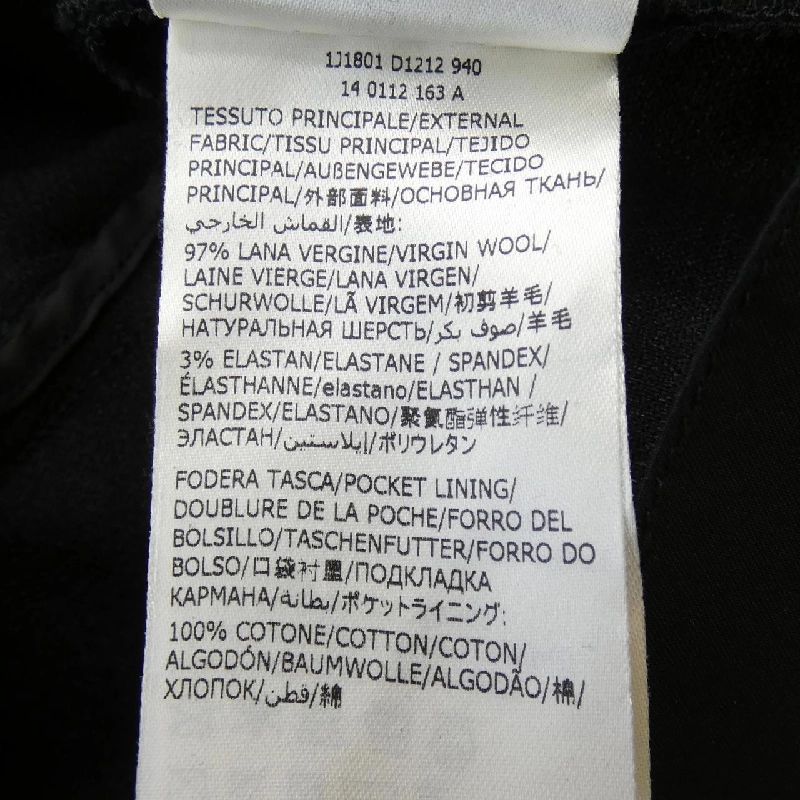 1J1801 D1212 940
14 0112 163 A
TESSUTO PRINCIPALE/EXTERNAL
FABRIC/TISSU PRINCIPAL/TEJIDO
PRINCIPAL/AUßENGEWEBE/TECIDO
PRINCIPAL/外部面料/ОСНОВНАЯ ТКАНЬ/
القماش الخارجي/表地:
97% LANA VERGINE/VIRGIN WOOL/
LAINE VIERGE/LANA VIRGEN/
SCHURWOLLE/LÃ VIRGEM/初剪羊毛/
НАТУРАЛЬНАЯ ШЕРСТЬ/صوف بكر/羊毛
3% ELASTAN/ELASTANE / SPANDEX/
ÉLASTHANNE/elastano/ELASTHAN /
SPANDEX/ELASTANO/聚氨酯弹性纤维/
ЭЛАСТАН/إيلاستين/ポリウレタン
FODERA TASCA/POCKET LINING/
DOUBLURE DE LA POCHE/FORRO DEL
BOLSILLO/TASCHENFUTTER/FORRO DO
BOLSO/口袋衬里/ПОДКЛАДКА
КАРМАНА/بطانة/ポケットライニング:
100% COTONE/COTTON/COTON/
ALGODÓN/BAUMWOLLE/ALGODÃO/棉/
ХЛОПОК/قطن/綿